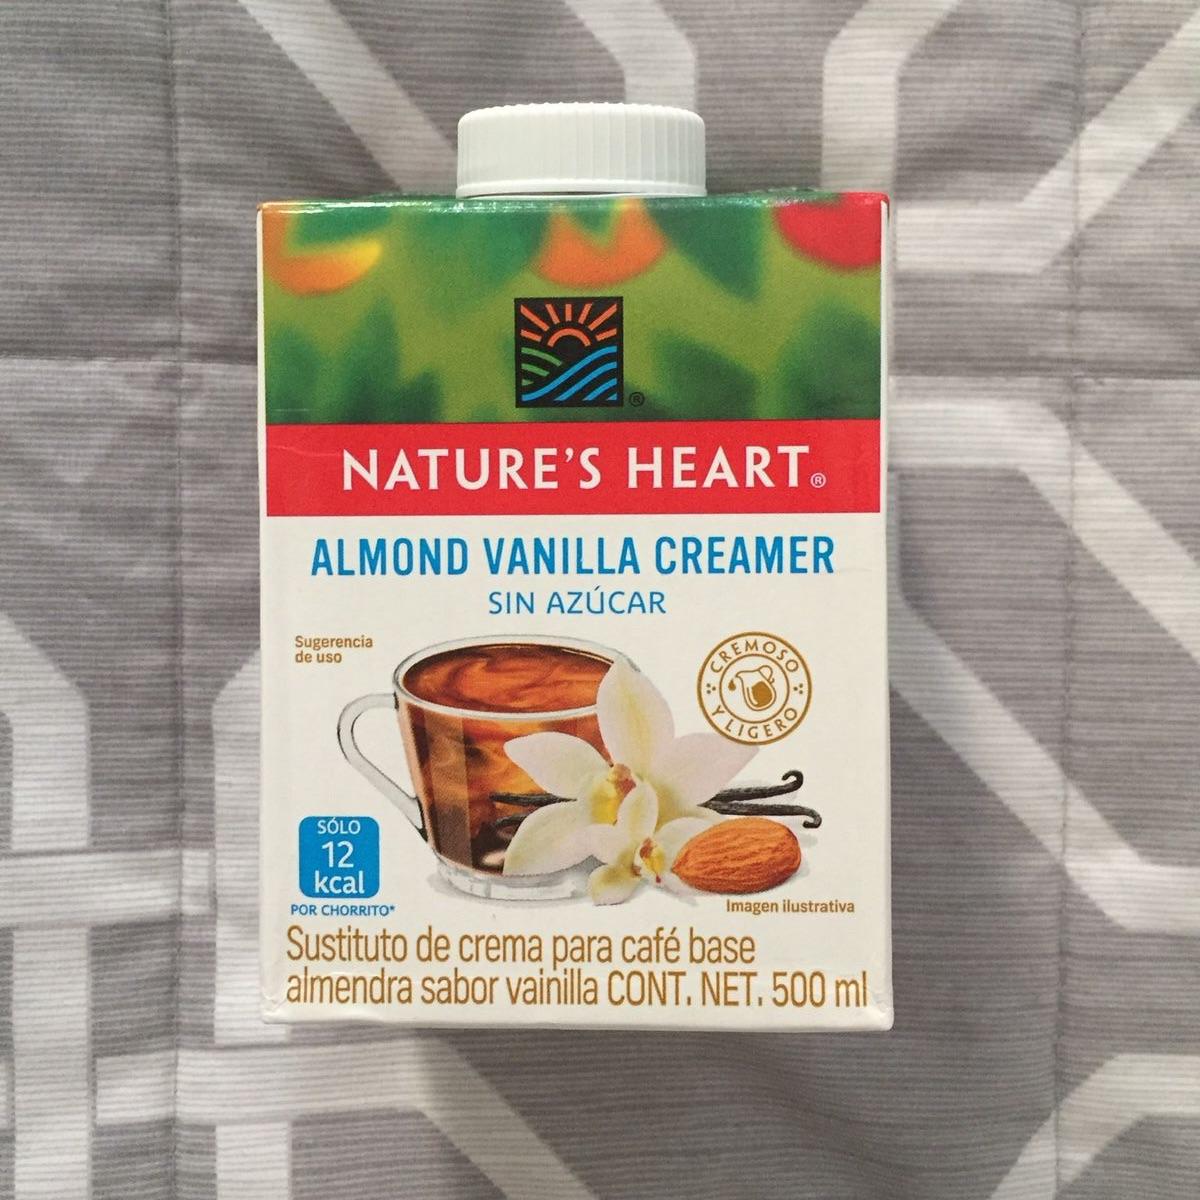 NATURE'S HEART®
ALMOND VANILLA CREAMER
SIN AZÚCAR
Sugerencia
de uso
CREMOSO
Y LIGERO
SÓLO
12
kcal
POR CHORRITO*
Imagen ilustrativa
Sustituto de crema para café base
almendra sabor vainilla CONT. NET. 500 ml